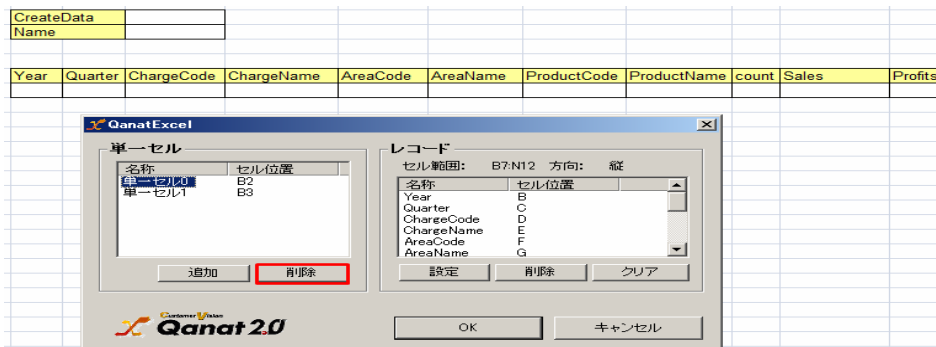 CreateData
Name
Year Quarter ChargeCode ChargeName AreaCode AreaName ProductCode ProductName count Sales Profits
QanatExcel
単一セル
名称 セル位置
単一セル0 B2
単一セル1 B3
追加 削除
レコード
セル範囲: B7:N12 方向: 縦
名称 セル位置
Year B
Quarter C
ChargeCode D
ChargeName E
AreaCode F
AreaName G
設定 削除 クリア
Customer Vision
Qanat 2.0
OK キャンセル